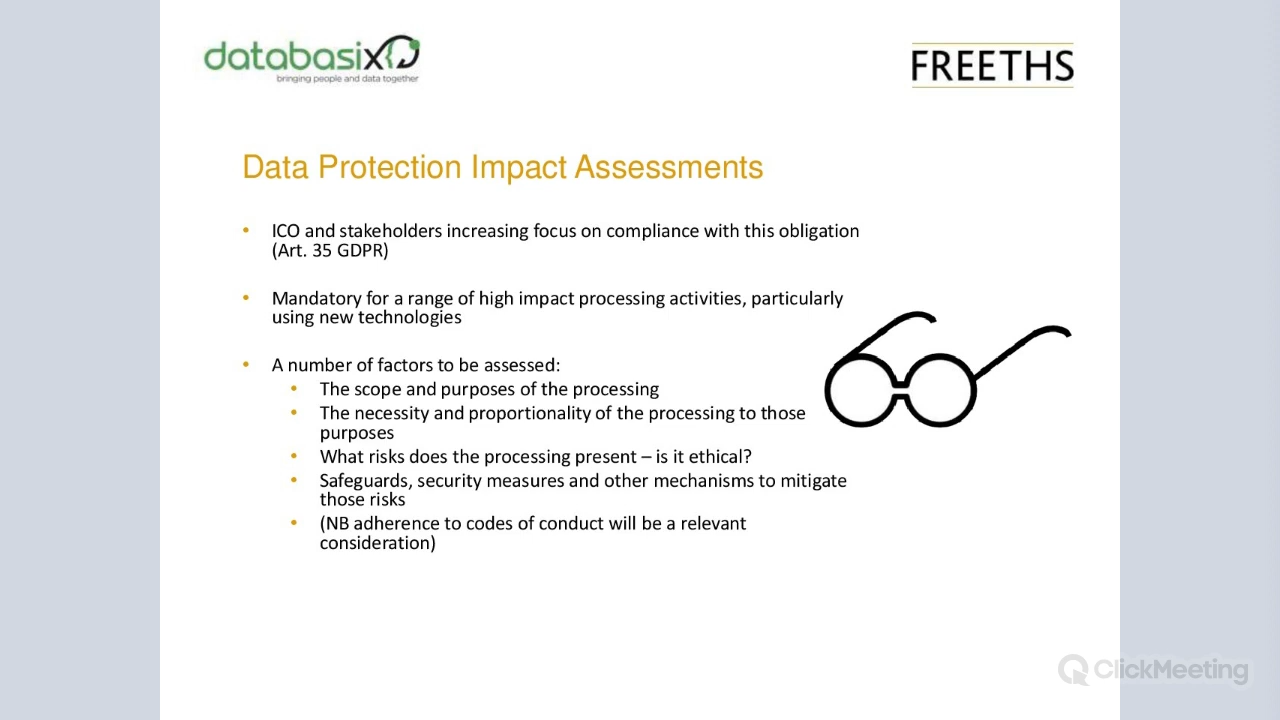 databasix
bringing people and data together
FREETHS
Data Protection Impact Assessments
• ICO and stakeholders increasing focus on compliance with this obligation
(Art. 35 GDPR)
• Mandatory for a range of high impact processing activities, particularly
using new technologies
• A number of factors to be assessed:
• The scope and purposes of the processing
• The necessity and proportionality of the processing to those
purposes
• What risks does the processing present – is it ethical?
• Safeguards, security measures and other mechanisms to mitigate
those risks
• (NB adherence to codes of conduct will be a relevant
consideration)
ClickMeeting